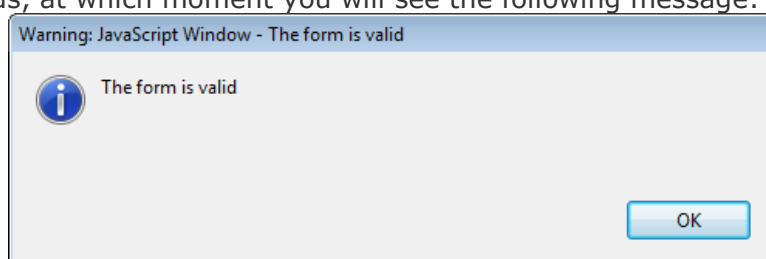 us, at which moment you will see the following message:
Warning: JavaScript Window - The form is valid
The form is valid
OK